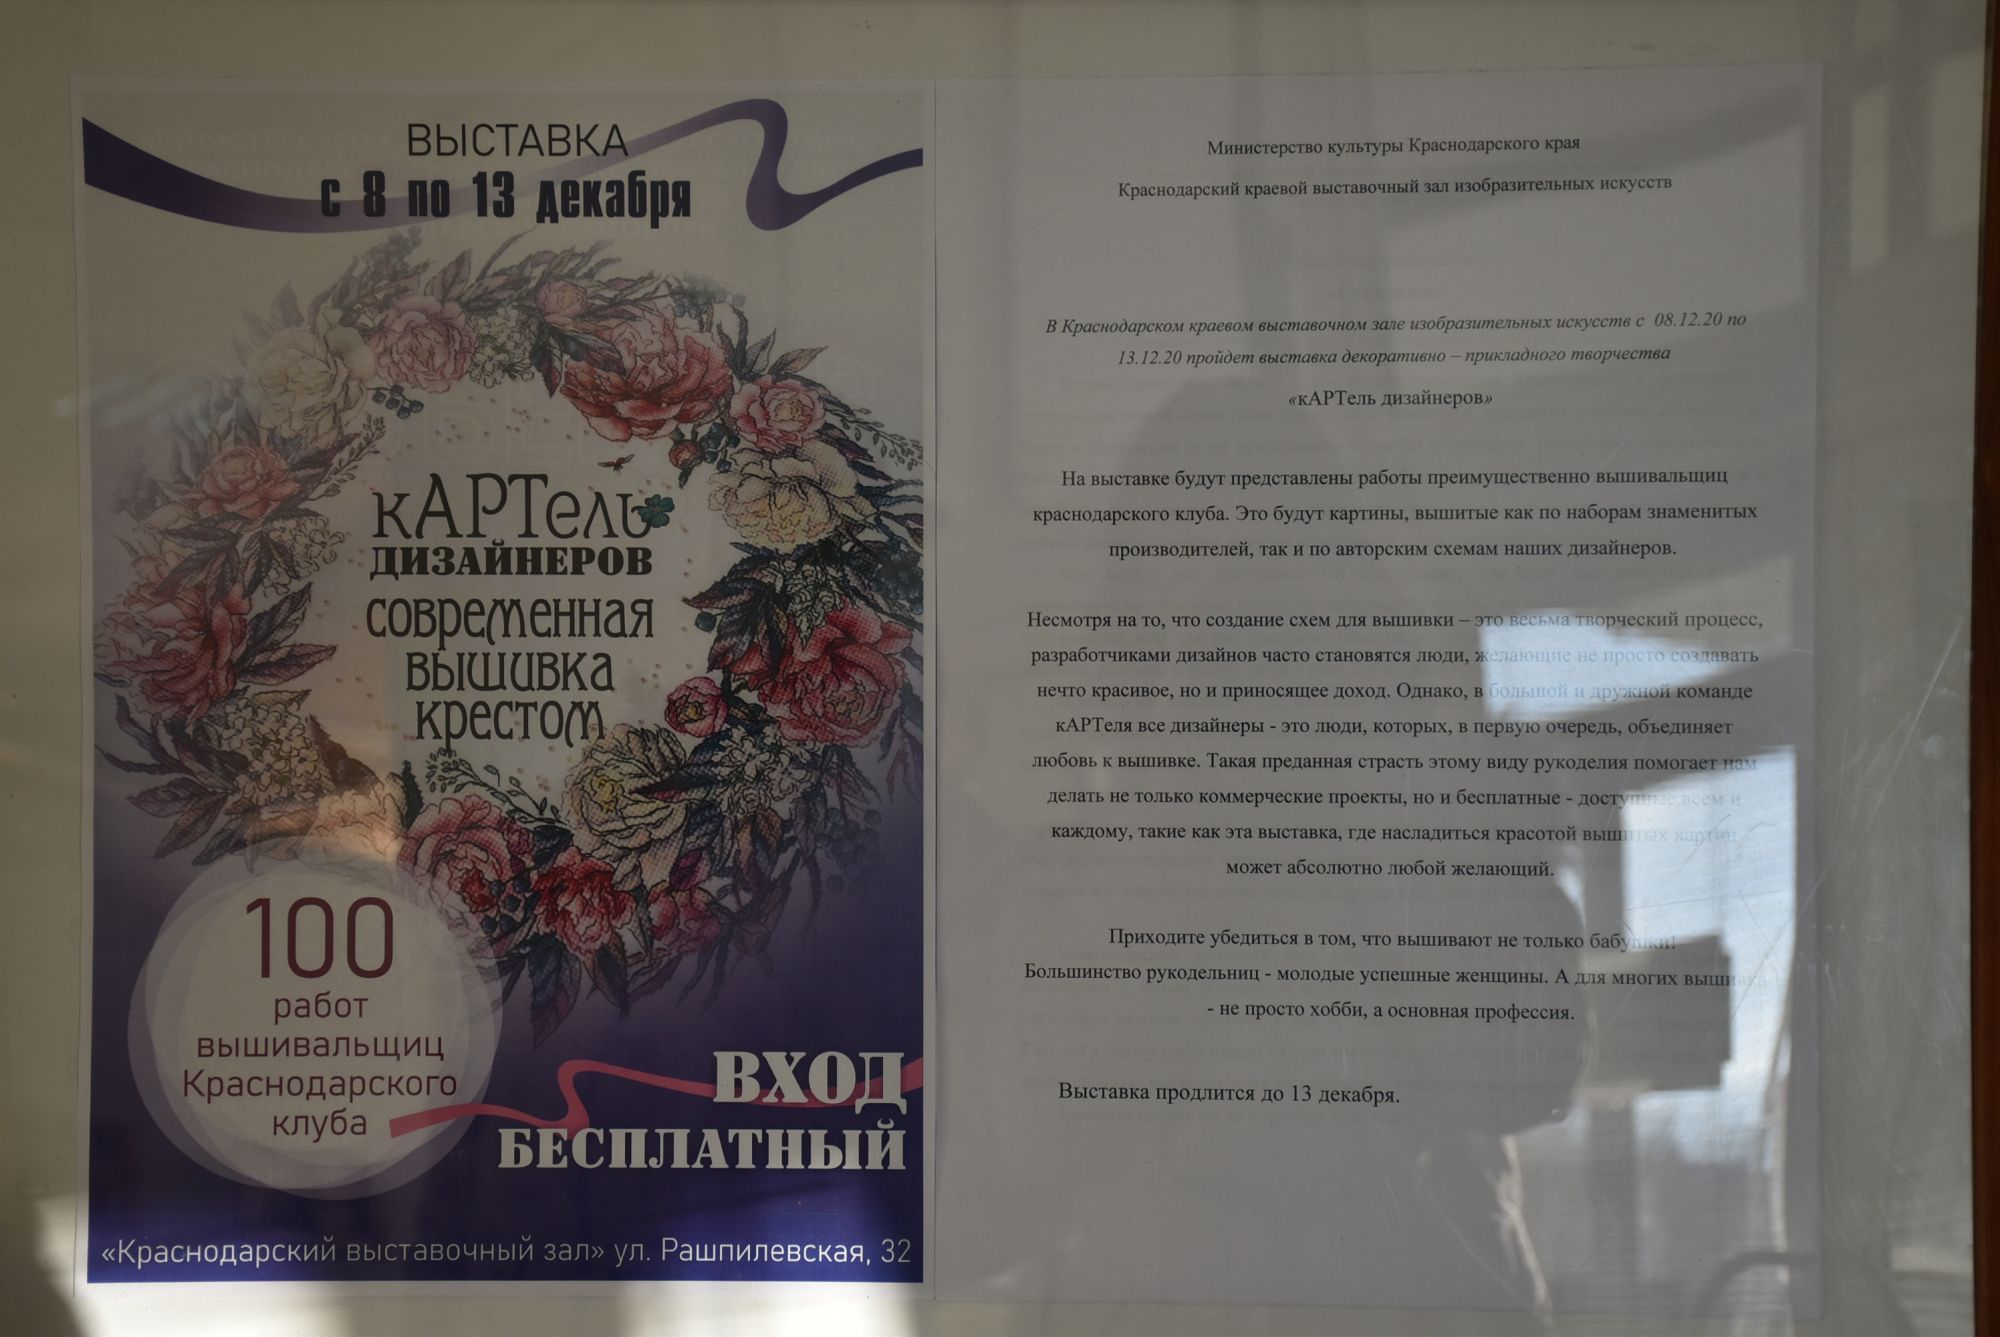 ВЫСТАВКА
с 8 по 13 декабря
кАРТель
ДИЗАЙНЕРОВ
современная
вышивка
крестом
100
работ
вышивальщиц
Краснодарского
клуба
ВХОД
БЕСПЛАТНЫЙ
«Краснодарский выставочный зал» ул. Рашпилевская, 32
Министерство культуры Краснодарского края
Краснодарский краевой выставочный зал изобразительных искусств
В Краснодарском краевом выставочном зале изобразительных искусств с 08.12.20 по
13.12.20 пройдет выставка декоративно – прикладного творчества
«кАРТель дизайнеров»
На выставке будут представлены работы преимущественно вышивальщиц
краснодарского клуба. Это будут картины, вышитые как по наборам знаменитых
производителей, так и по авторским схемам наших дизайнеров.
Несмотря на то, что создание схем для вышивки – это весьма творческий процесс,
разработчиками дизайнов часто становятся люди, желающие не просто создавать
нечто красивое, но и приносящее доход. Однако, в большой и дружной команде
кАРТеля все дизайнеры - это люди, которых, в первую очередь, объединяет
любовь к вышивке. Такая преданная страсть этому виду рукоделия помогает нам
делать не только коммерческие проекты, но и бесплатные - доступные всем и
каждому, такие как эта выставка, где насладиться красотой вышитых картин
может абсолютно любой желающий.
Приходите убедиться в том, что вышивают не только бабушки!
Большинство рукодельниц - молодые успешные женщины. А для многих вышивка
- не просто хобби, а основная профессия.
Выставка продлится до 13 декабря.